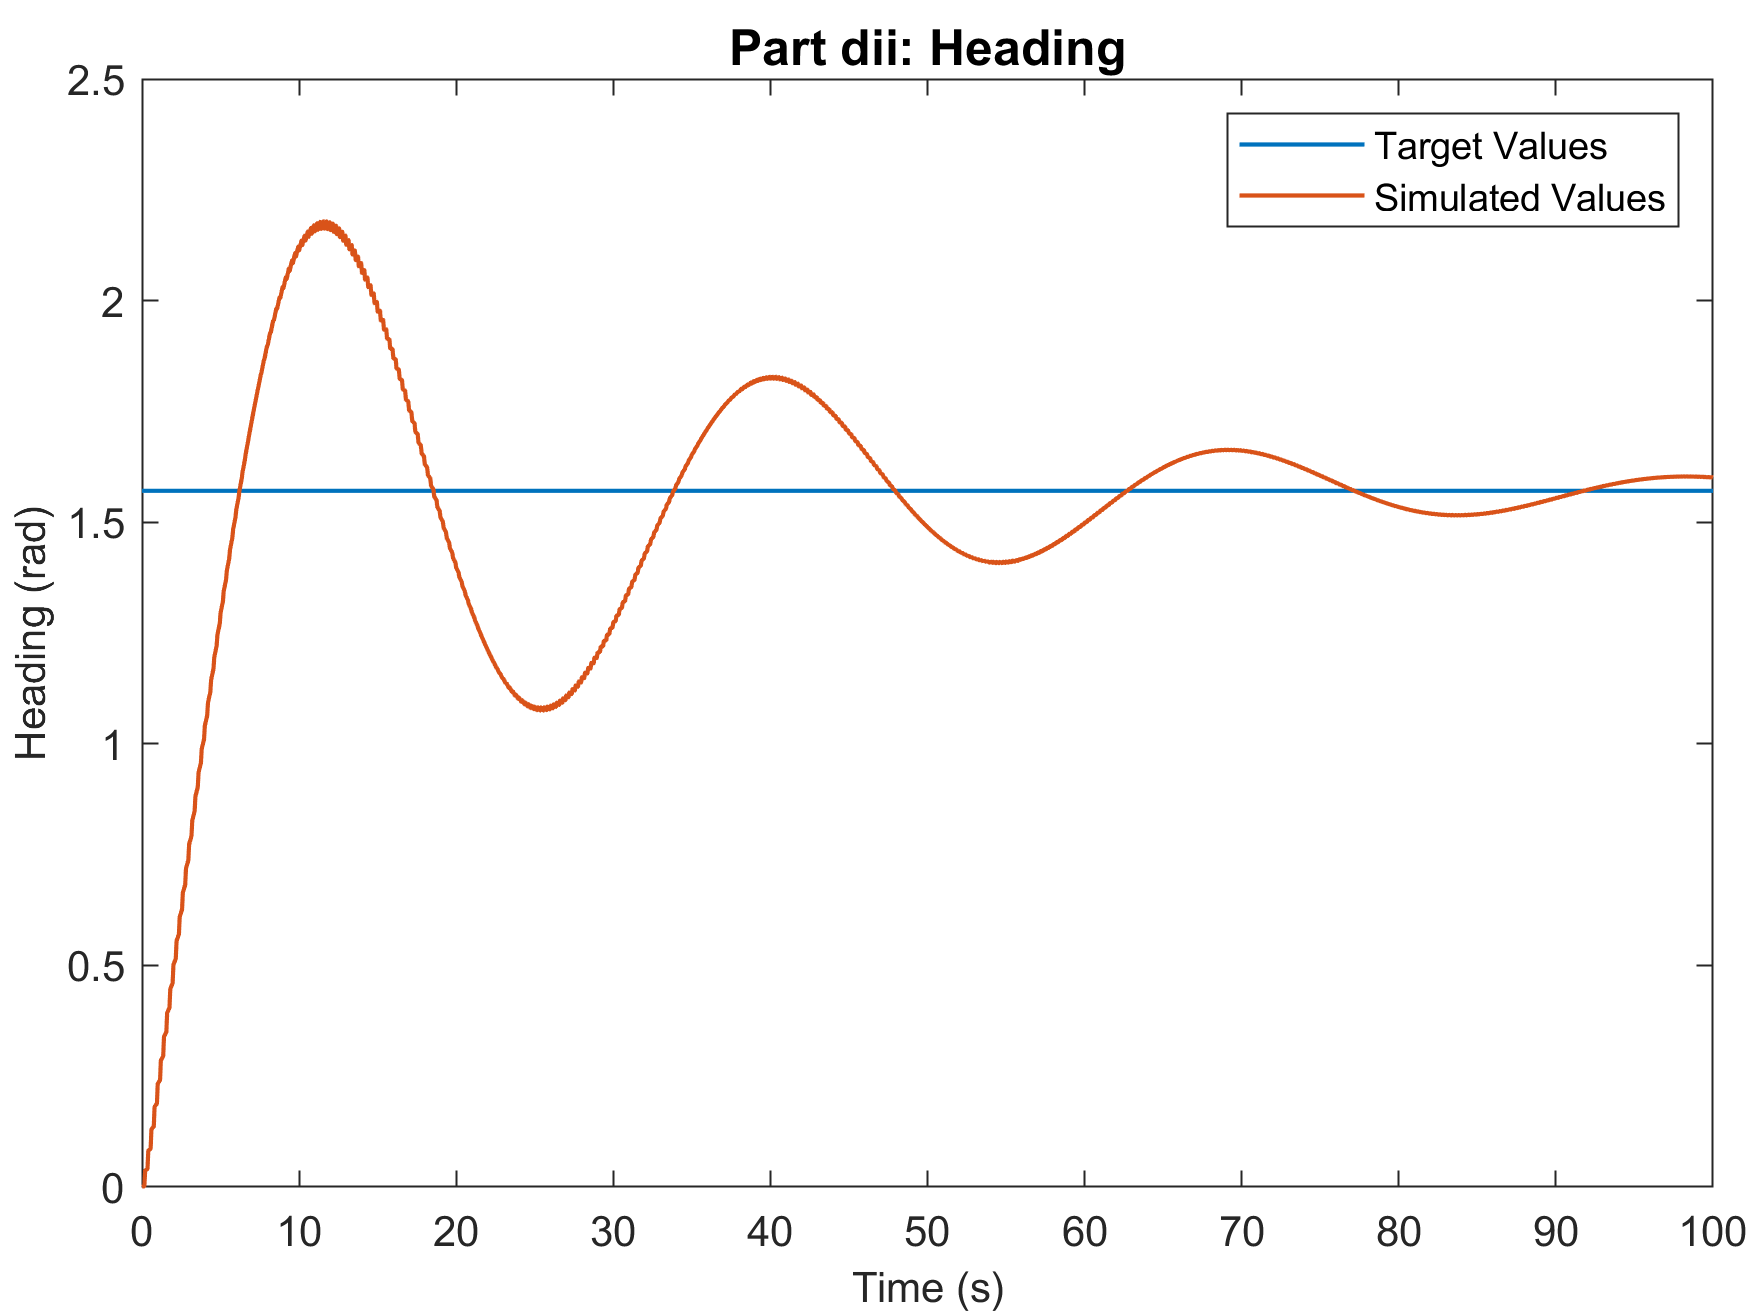 Part dii: Heading
Target Values
Simulated Values
2.5
2
1.5
1
0.5
0
Heading (rad)
0 10 20 30 40 50 60 70 80 90 100
Time (s)